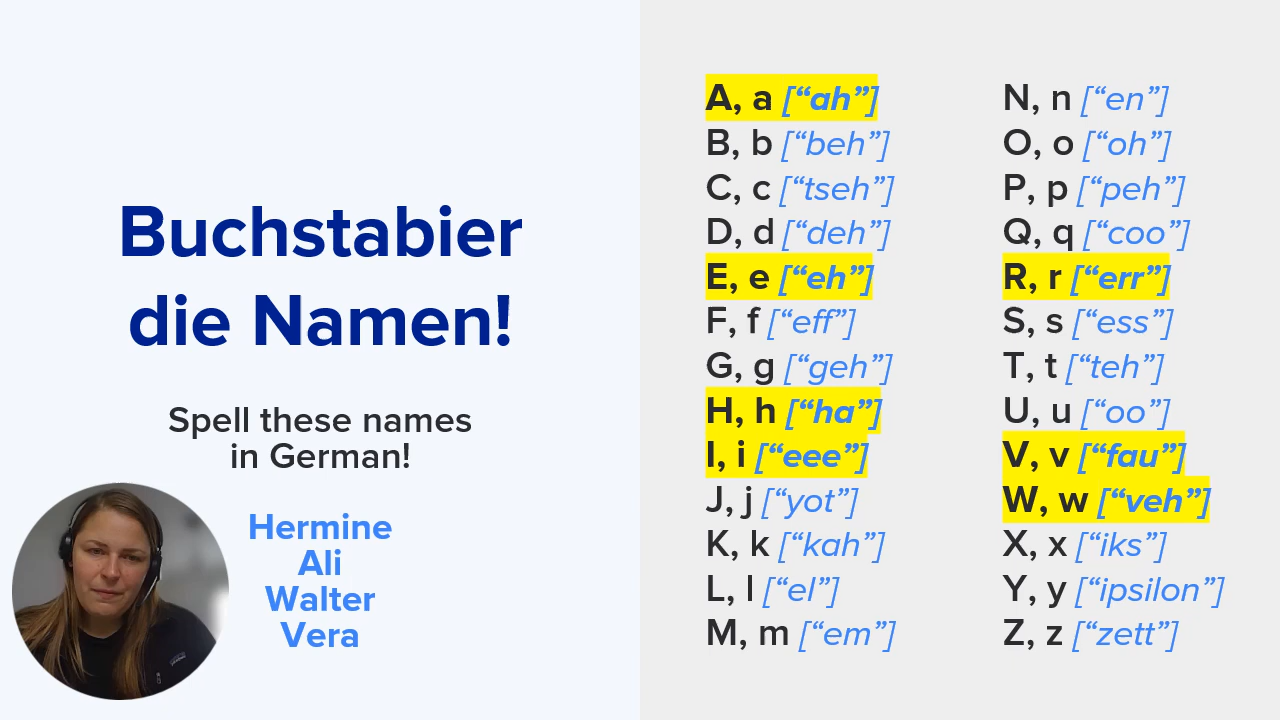 Buchstabier
die Namen!
Spell these names
in German!
Hermine
Ali
Walter
Vera
A, a [“ah”]
B, b [“beh”]
C, c [“tseh”]
D, d [“deh”]
E, e [“eh”]
F, f [“eff”]
G, g [“geh”]
H, h [“ha”]
I, i [“eee”]
J, j [“yot”]
K, k [“kah”]
L, l [“el”]
M, m [“em”]
N, n [“en”]
O, o [“oh”]
P, p [“peh”]
Q, q [“coo”]
R, r [“err”]
S, s [“ess”]
T, t [“teh”]
U, u [“oo”]
V, v [“fau”]
W, w [“veh”]
X, x [“iks”]
Y, y [“ipsilon”]
Z, z [“zett”]